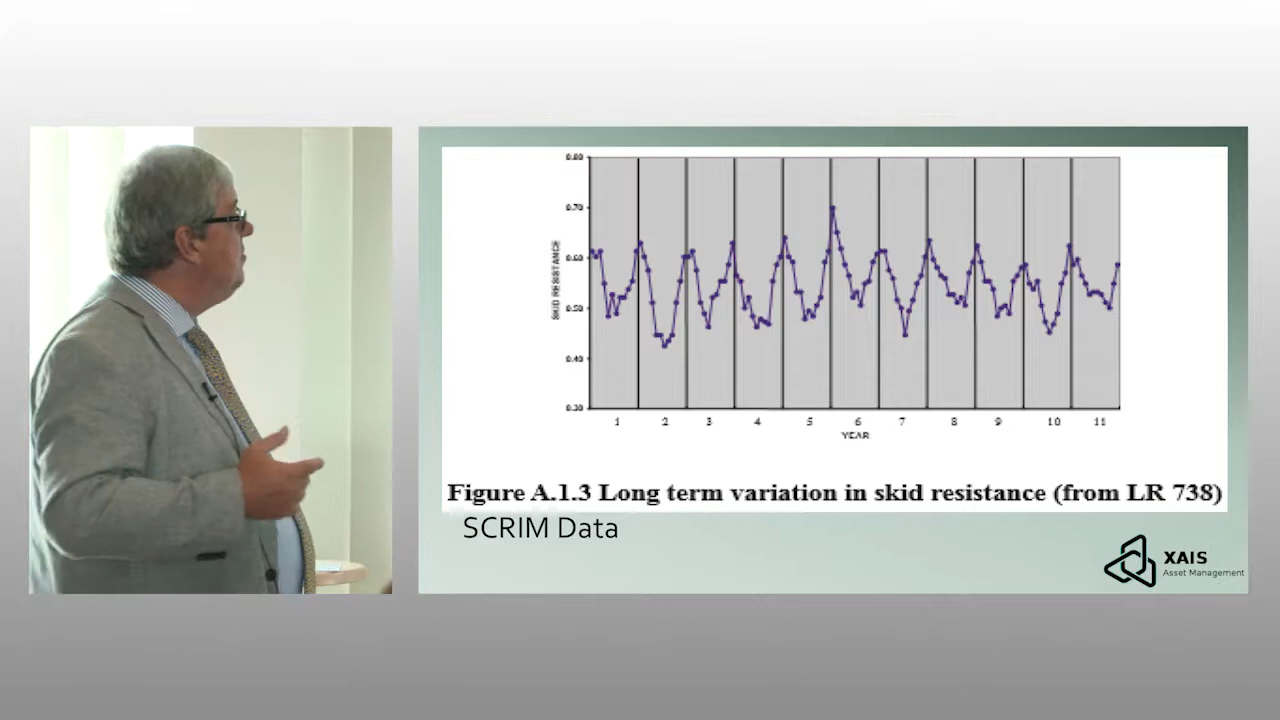 0.80
0.70
0.60
0.50
0.40
0.30
SKID RESISTANCE
1 2 3 4 5 6 7 8 9 10 11
YEAR
Figure A.1.3 Long term variation in skid resistance (from LR 738)
SCRIM Data
XAIS
Asset Management